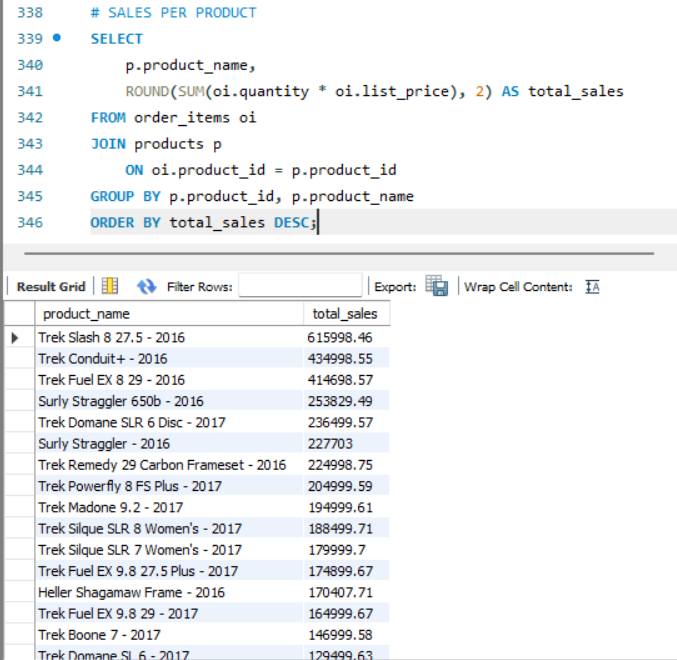 338 # SALES PER PRODUCT
339 SELECT
340 p.product_name,
341 ROUND(SUM(oi.quantity * oi.list_price), 2) AS total_sales
342 FROM order_items oi
343 JOIN products p
344 ON oi.product_id = p.product_id
345 GROUP BY p.product_id, p.product_name
346 ORDER BY total_sales DESC;
Result Grid Filter Rows: Export: Wrap Cell Content: IA
product_name total_sales
Trek Slash 8 27.5 - 2016 615998.46
Trek Conduit+ - 2016 434998.55
Trek Fuel EX 8 29 - 2016 414698.57
Surly Straggler 650b - 2016 253829.49
Trek Domane SLR 6 Disc - 2017 236499.57
Surly Straggler - 2016 227703
Trek Remedy 29 Carbon Frameset - 2016 224998.75
Trek Powerfly 8 FS Plus - 2017 204999.59
Trek Madone 9.2 - 2017 194999.61
Trek Silque SLR 8 Women's - 2017 188499.71
Trek Silque SLR 7 Women's - 2017 179999.7
Trek Fuel EX 9.8 27.5 Plus - 2017 174899.67
Heller Shagamaw Frame - 2016 170407.71
Trek Fuel EX 9.8 29 - 2017 164999.67
Trek Boone 7 - 2017 146999.58
Trek Domane SL 6 - 2017 129499.63